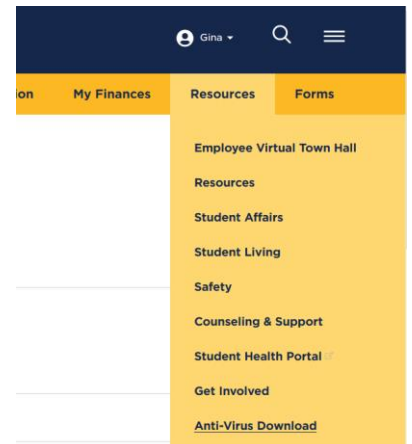 Gina
ion My Finances Resources Forms
Employee Virtual Town Hall
Resources
Student Affairs
Student Living
Safety
Counseling & Support
Student Health Portal
Get Involved
Anti-Virus Download